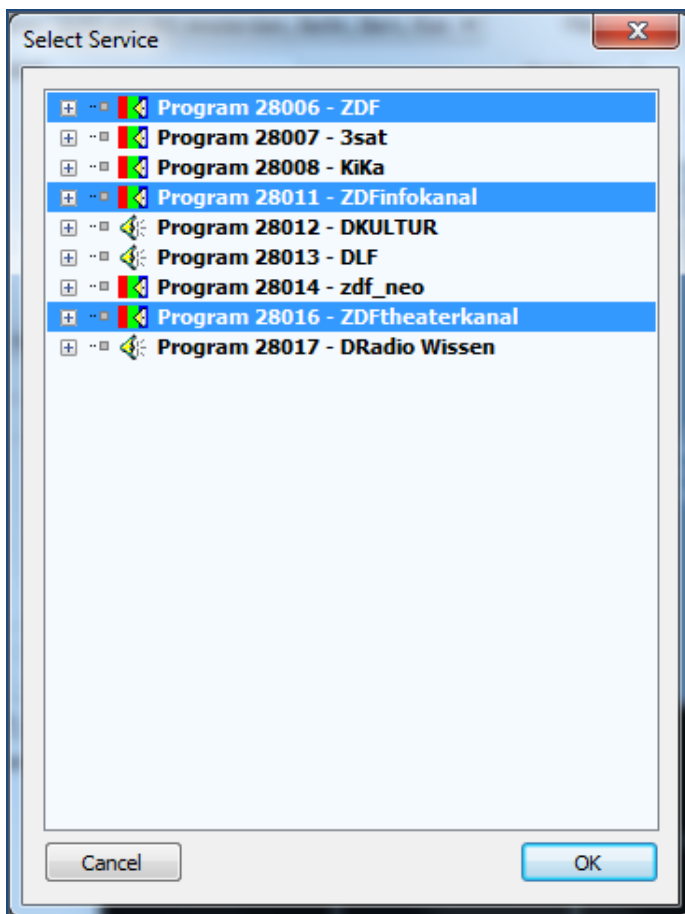 Select Service
Program 28006 - ZDF
Program 28007 - 3sat
Program 28008 - KiKa
Program 28011 - ZDFinfokanal
Program 28012 - DKULTUR
Program 28013 - DLF
Program 28014 - zdf_neo
Program 28016 - ZDFtheaterkanal
Program 28017 - DRadio Wissen
Cancel
OK